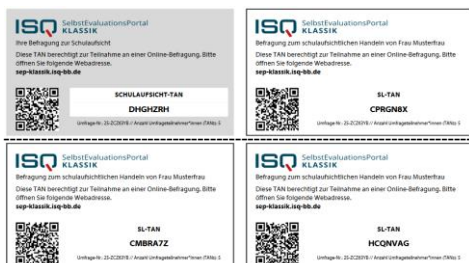 ISQ SelbstEvaluationsPortal
KLASSIK
Ihre Befragung zur Schulaufsicht
Diese TAN berechtigt zur Teilnahme an einer Online-Befragung. Bitte
öffnen Sie folgende Webadresse.
sep-klassik.isq-bb.de
SCHULAUFSICHT-TAN
DHGHZRH
ISQ SelbstEvaluationsPortal
KLASSIK
Befragung zum schulaufsichtlichen Handeln von Frau Musterfrau
Diese TAN berechtigt zur Teilnahme an einer Online-Befragung. Bitte
öffnen Sie folgende Webadresse.
sep-klassik.isq-bb.de
SL-TAN
CPRGN8X
ISQ SelbstEvaluationsPortal
KLASSIK
Befragung zum schulaufsichtlichen Handeln von Frau Musterfrau
Diese TAN berechtigt zur Teilnahme an einer Online-Befragung. Bitte
öffnen Sie folgende Webadresse.
sep-klassik.isq-bb.de
SL-TAN
CMBRA7Z
ISQ SelbstEvaluationsPortal
KLASSIK
Befragung zum schulaufsichtlichen Handeln von Frau Musterfrau
Diese TAN berechtigt zur Teilnahme an einer Online-Befragung. Bitte
öffnen Sie folgende Webadresse.
sep-klassik.isq-bb.de
SL-TAN
HCQNVAG